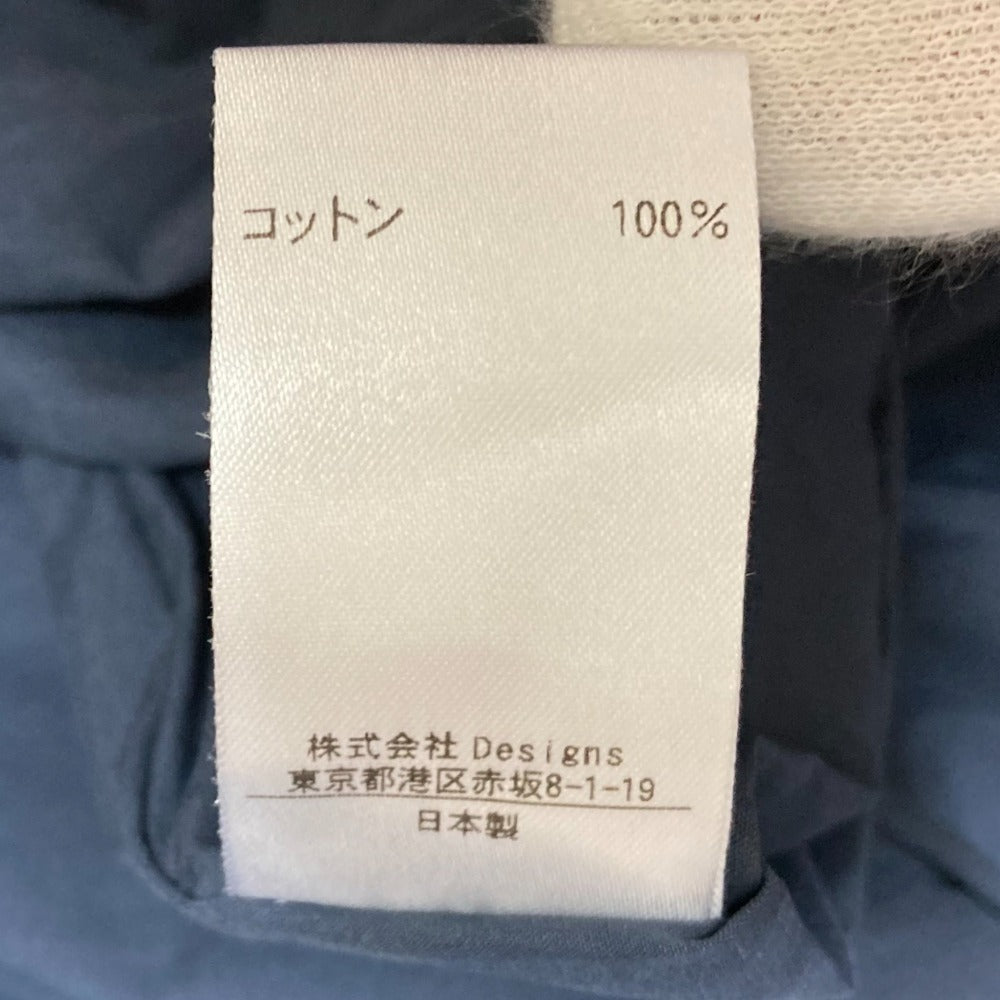 コットン 100%
株式会社 Designs
東京都港区赤坂8-1-19
日本製